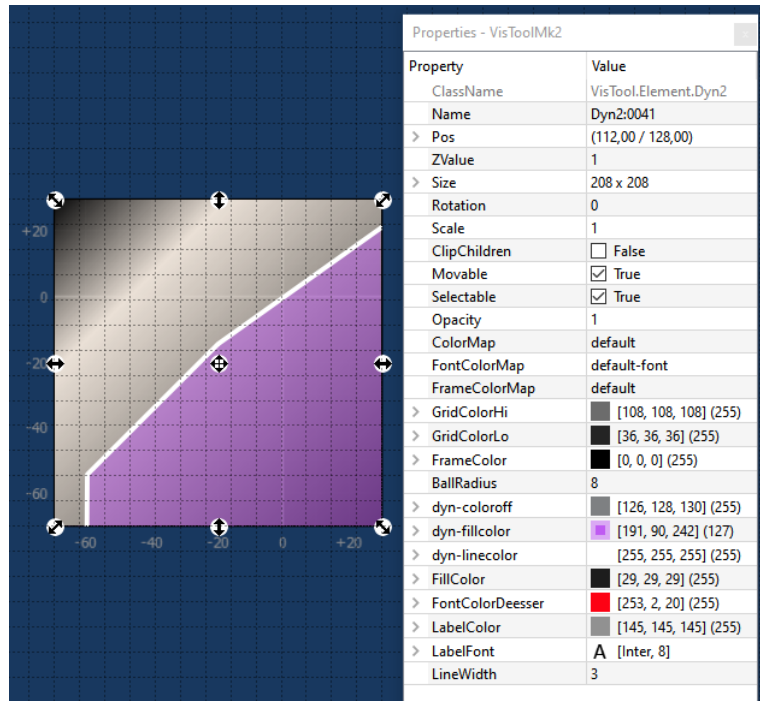 Properties - VisToolMk2
Property Value
ClassName VisTool.Element.Dyn2
Name Dyn2:0041
Pos (112,00 / 128,00)
ZValue 1
Size 208 x 208
Rotation 0
Scale 1
ClipChildren False
Movable True
Selectable True
Opacity 1
ColorMap default
FontColorMap default-font
FrameColorMap default
GridColorHi [108, 108, 108] (255)
GridColorLo [36, 36, 36] (255)
FrameColor [0, 0, 0] (255)
BallRadius 8
dyn-coloroff [126, 128, 130] (255)
dyn-fillcolor [191, 90, 242] (127)
dyn-linecolor [255, 255, 255] (255)
FillColor [29, 29, 29] (255)
FontColorDeesser [253, 2, 20] (255)
LabelColor [145, 145, 145] (255)
LabelFont A [Inter, 8]
LineWidth 3
+20
0
-20
-40
-60
-60 -40 -20 0 +20